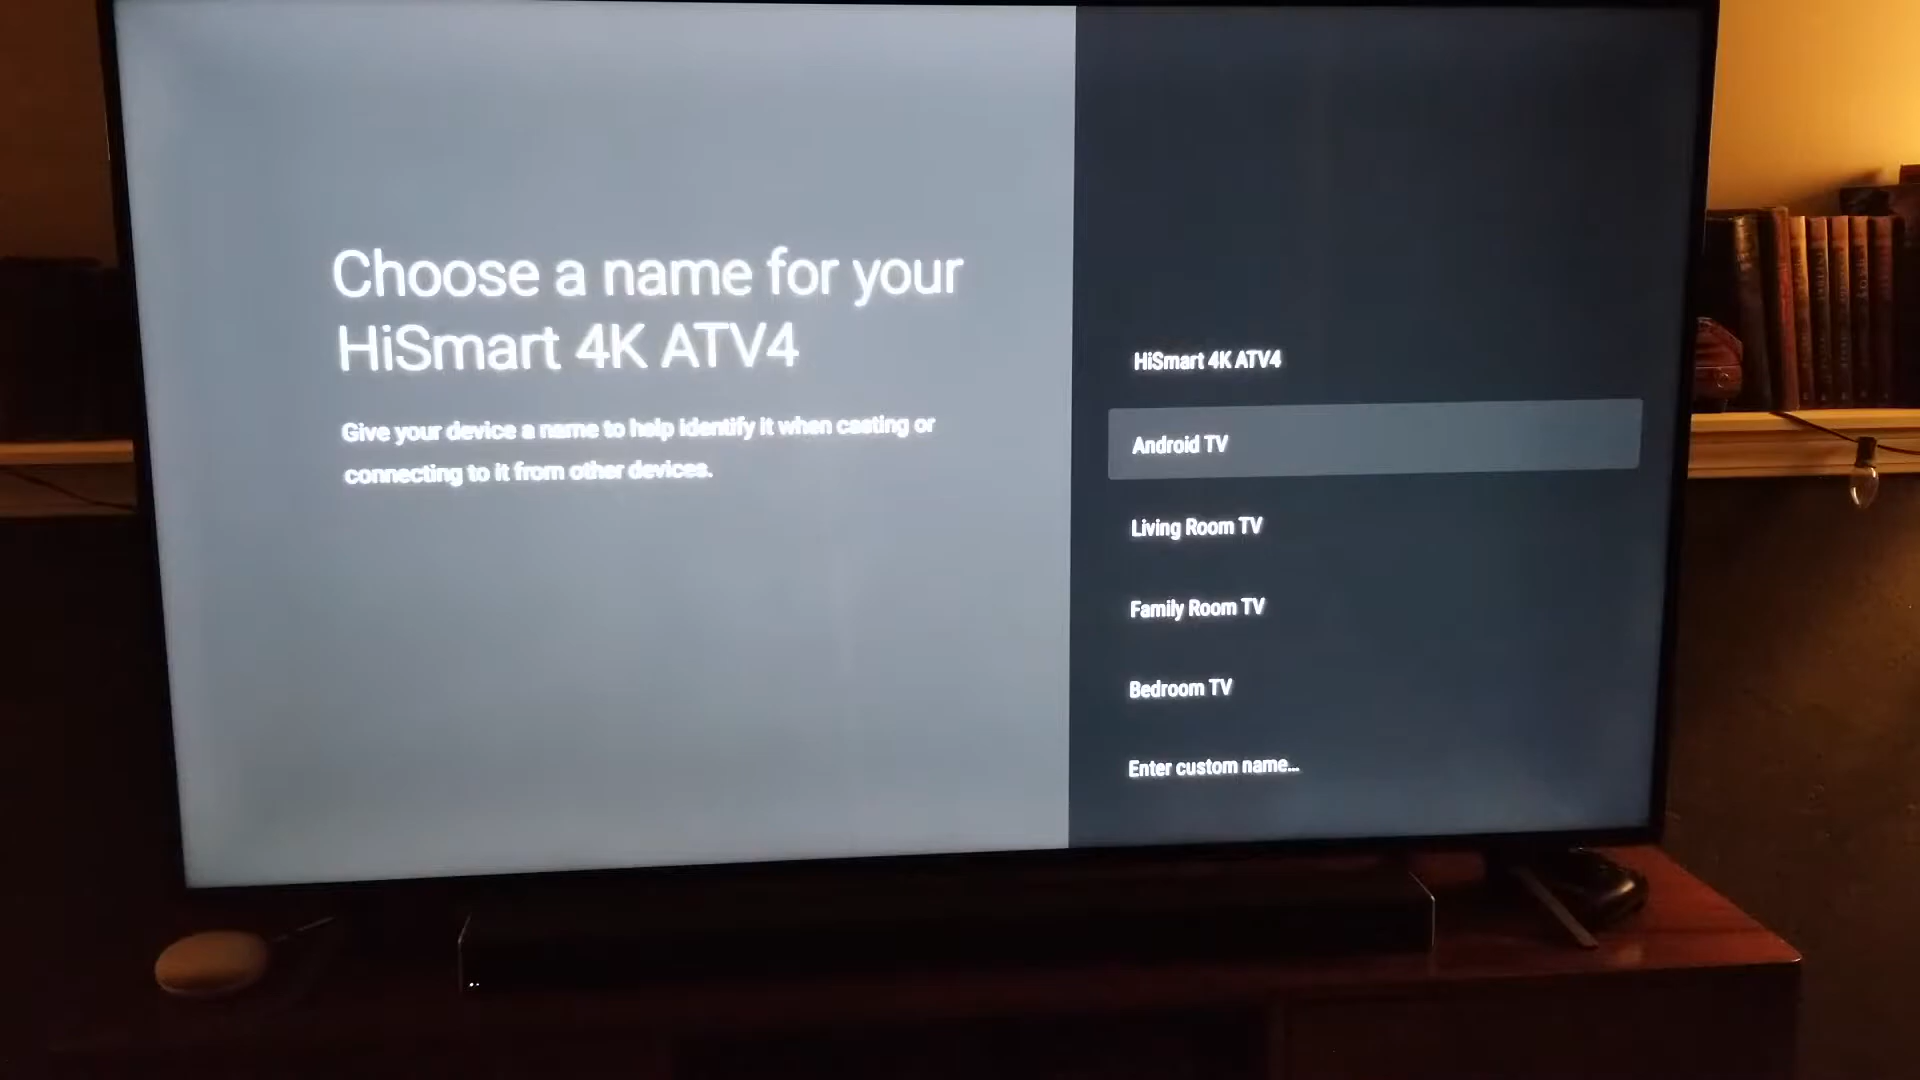 Choose a name for your
HiSmart 4K ATV4
Give your device a name to help identify it when casting or
connecting to it from other devices.
HiSmart 4K ATV4
Android TV
Living Room TV
Family Room TV
Bedroom TV
Enter custom name...